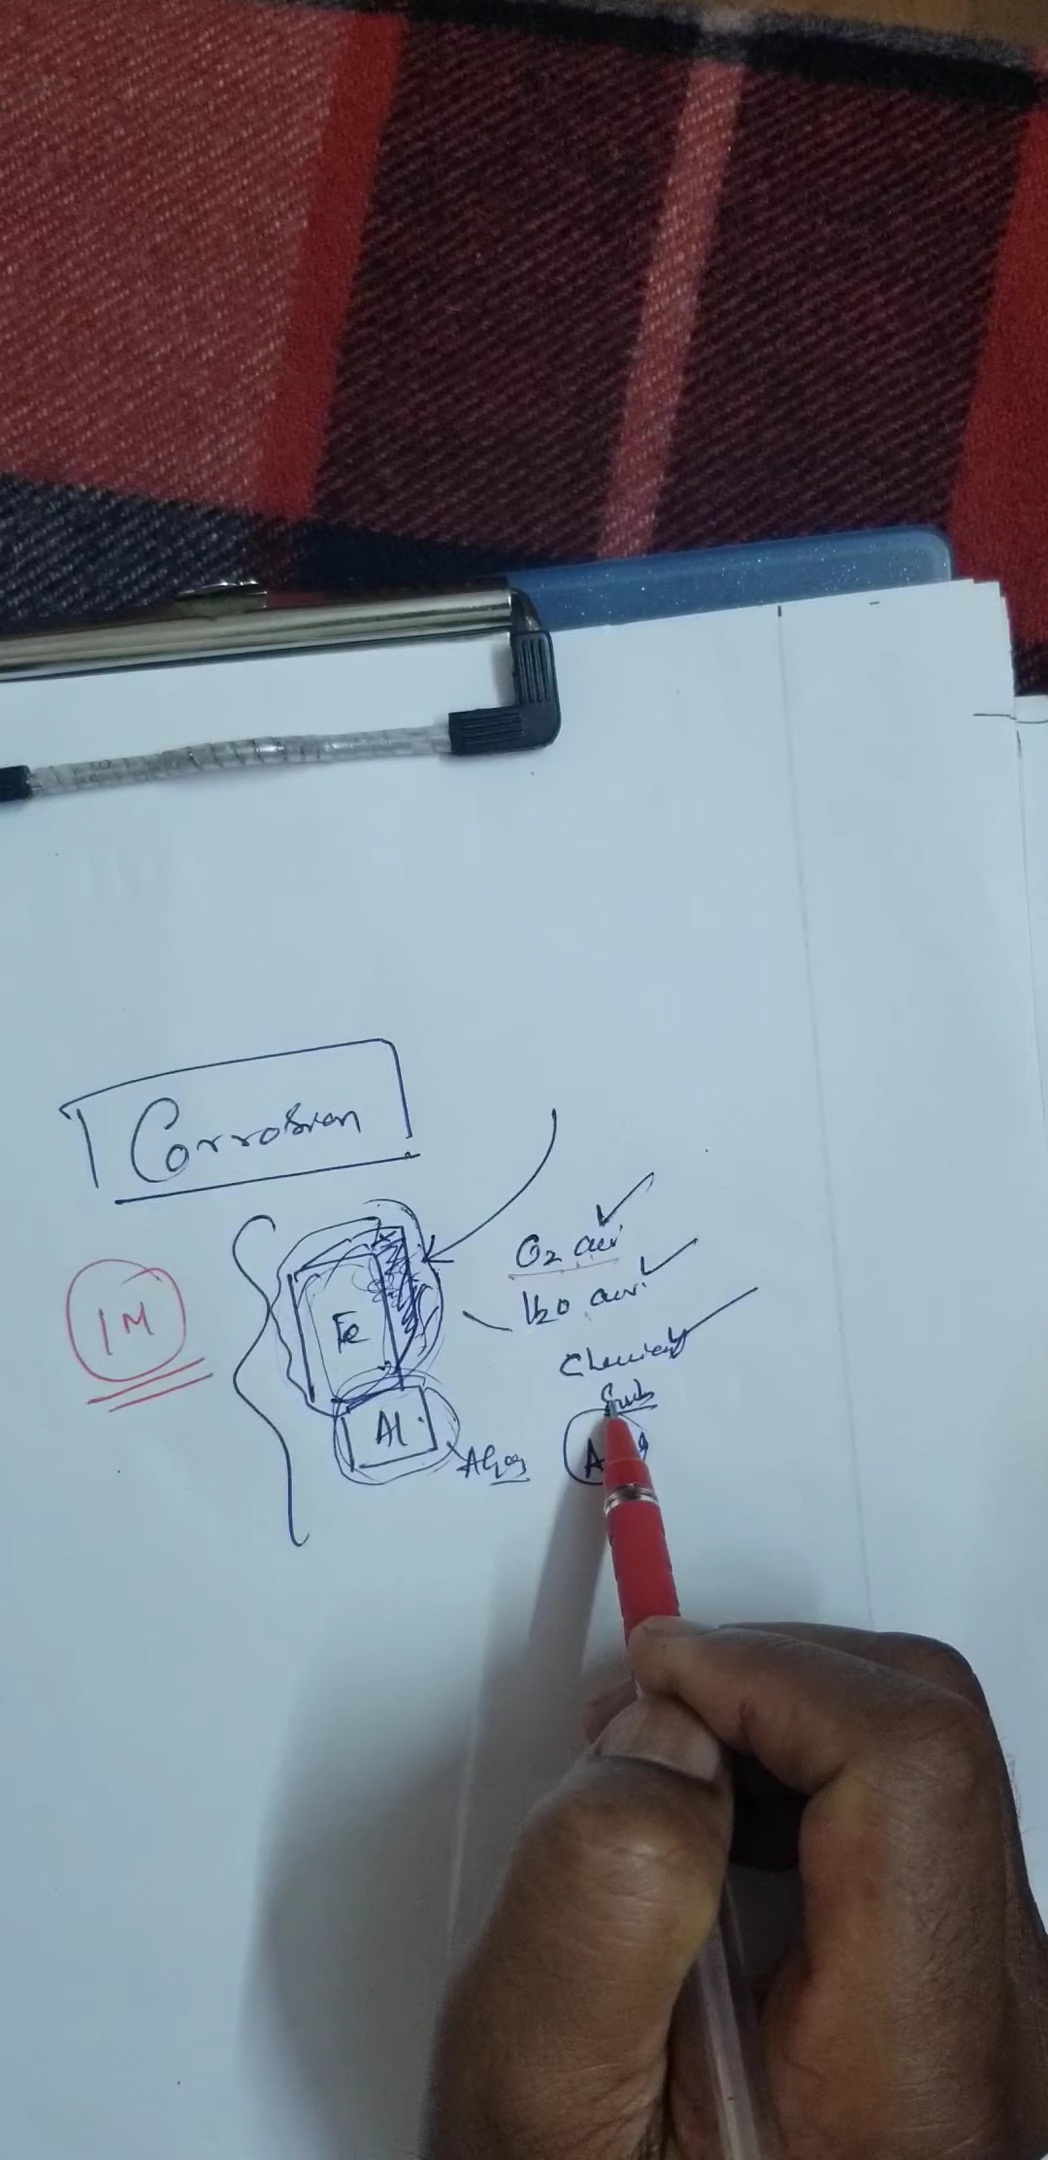 Corrosion
1M
Fe
O2 air
H2O air
Chemical
Sub
Al
Al2O3
A